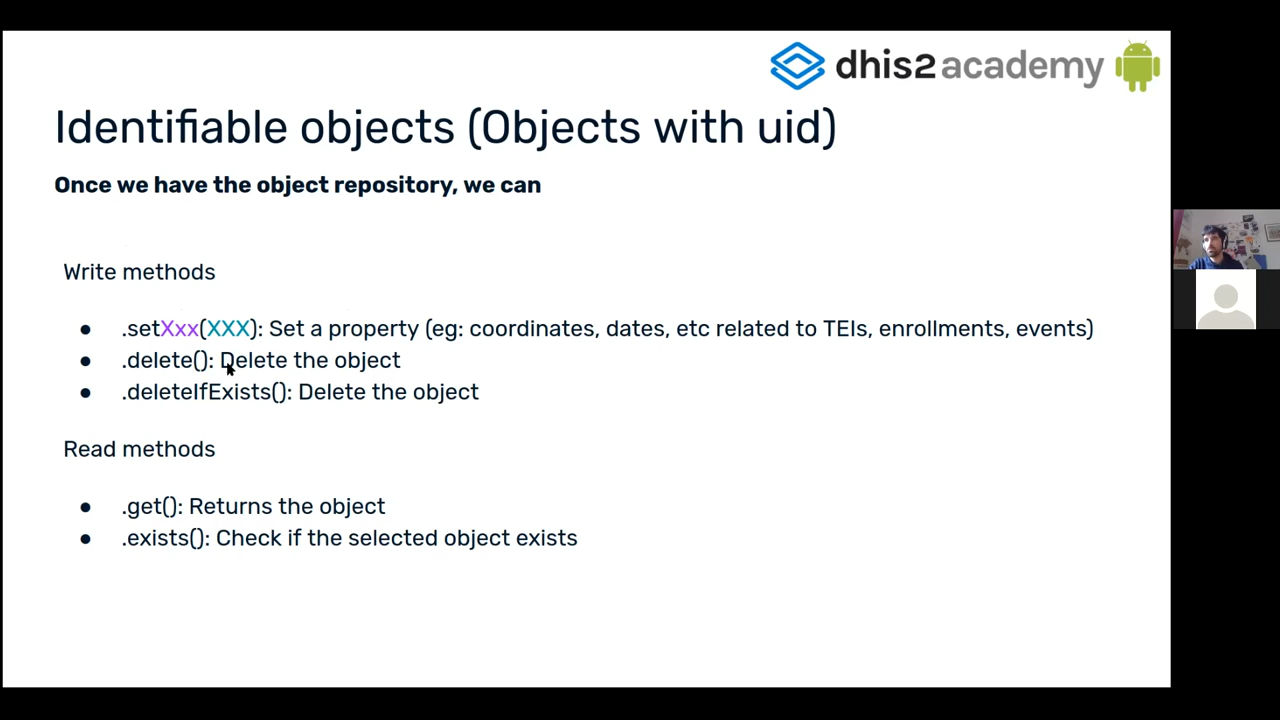 dhis2 academy
Identifiable objects (Objects with uid)
Once we have the object repository, we can
Write methods
● .setXxx(XXX): Set a property (eg: coordinates, dates, etc related to TEIs, enrollments, events)
● .delete(): Delete the object
● .deleteIfExists(): Delete the object
Read methods
● .get(): Returns the object
● .exists(): Check if the selected object exists